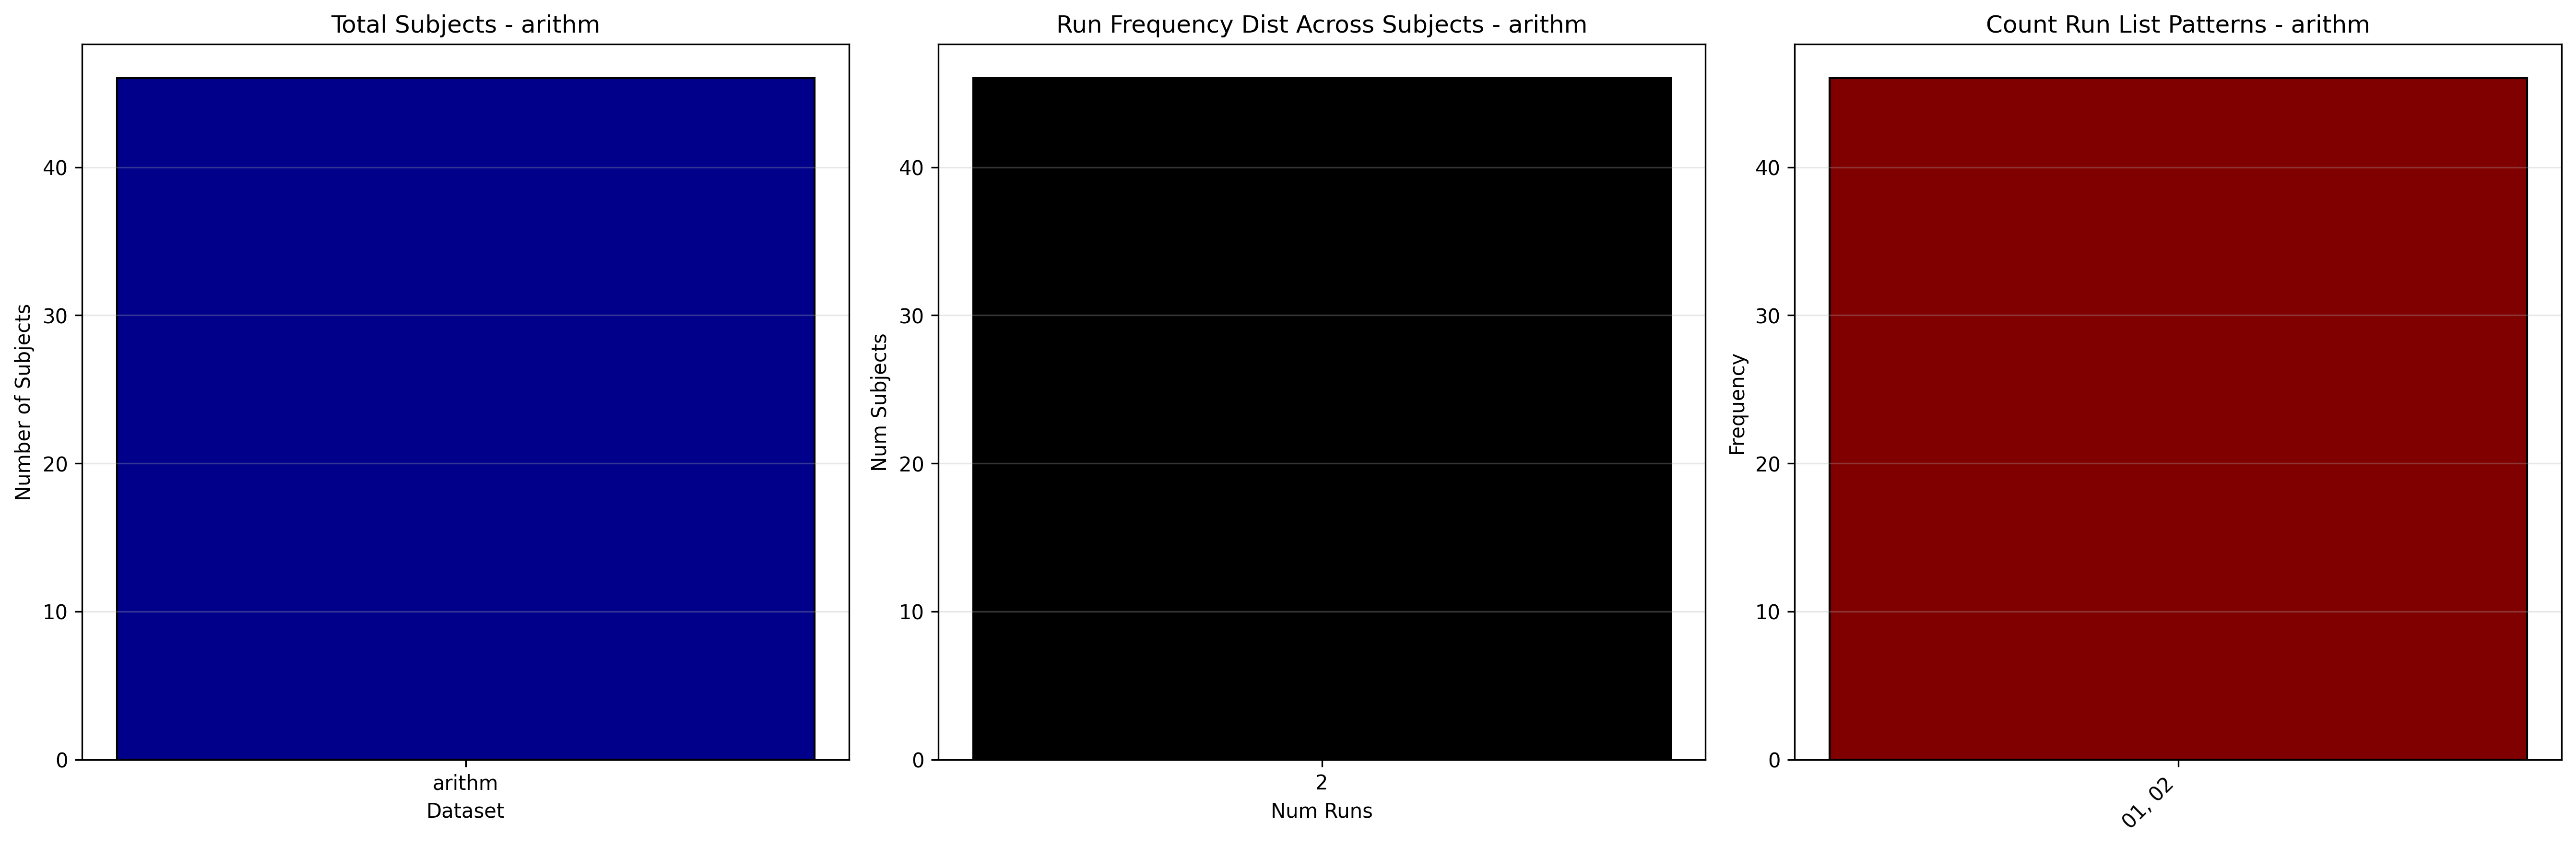 Total Subjects - arithm
Number of Subjects
40
30
20
10
0
arithm
Dataset
Run Frequency Dist Across Subjects - arithm
Num Subjects
40
30
20
10
0
2
Num Runs
Count Run List Patterns - arithm
Frequency
40
30
20
10
0
01, 02